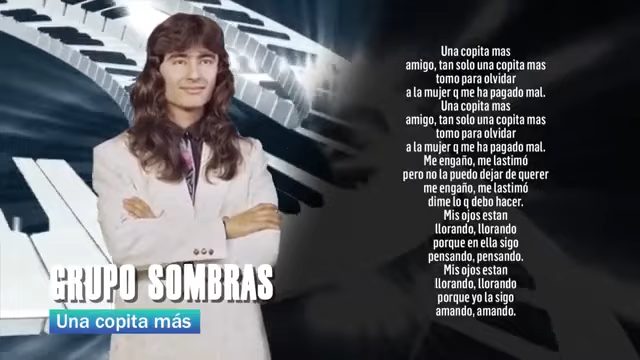 GRUPO SOMBRAS
Una copita más
Una copita mas
amigo, tan solo una copita mas
tomo para olvidar
a la mujer q me ha pagado mal.
Una copita mas
amigo, tan solo una copita mas
tomo para olvidar
a la mujer q me ha pagado mal.
Me engaño, me lastimó
pero no la puedo dejar de querer
me engaño, me lastimó
dime lo q debo hacer.
Mis ojos estan
llorando, llorando
porque en ella sigo
pensando, pensando.
Mis ojos estan
llorando, llorando
porque yo la sigo
amando, amando.